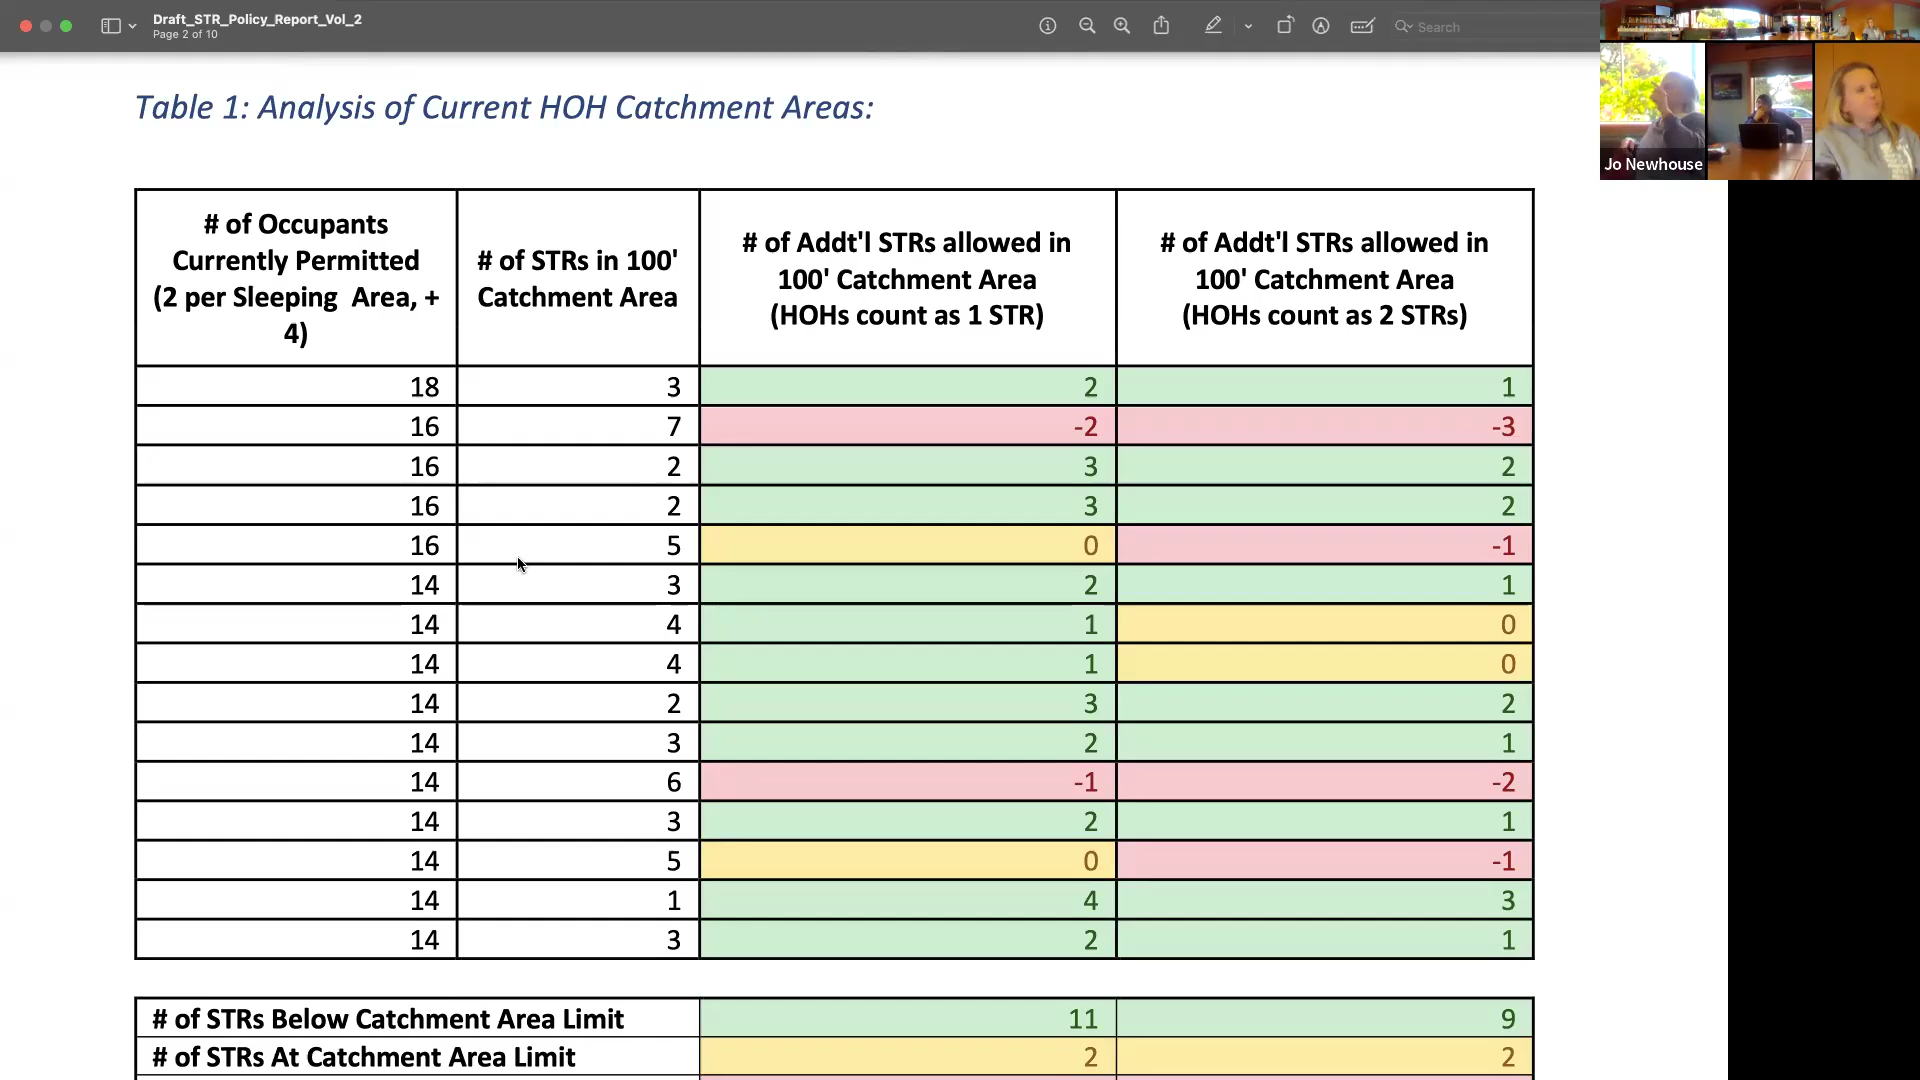 Draft_STR_Policy_Report_Vol_2
Page 2 of 10
Search
Jo Newhouse
Table 1: Analysis of Current HOH Catchment Areas:
# of Occupants
Currently Permitted
(2 per Sleeping Area, +
4)
# of STRs in 100'
Catchment Area
# of Addt'l STRs allowed in
100' Catchment Area
(HOHs count as 1 STR)
# of Addt'l STRs allowed in
100' Catchment Area
(HOHs count as 2 STRs)
18 3 2 1
16 7 -2 -3
16 2 3 2
16 2 3 2
16 5 0 -1
14 3 2 1
14 4 1 0
14 4 1 0
14 2 3 2
14 3 2 1
14 6 -1 -2
14 3 2 1
14 5 0 -1
14 1 4 3
14 3 2 1
# of STRs Below Catchment Area Limit 11 9
# of STRs At Catchment Area Limit 2 2